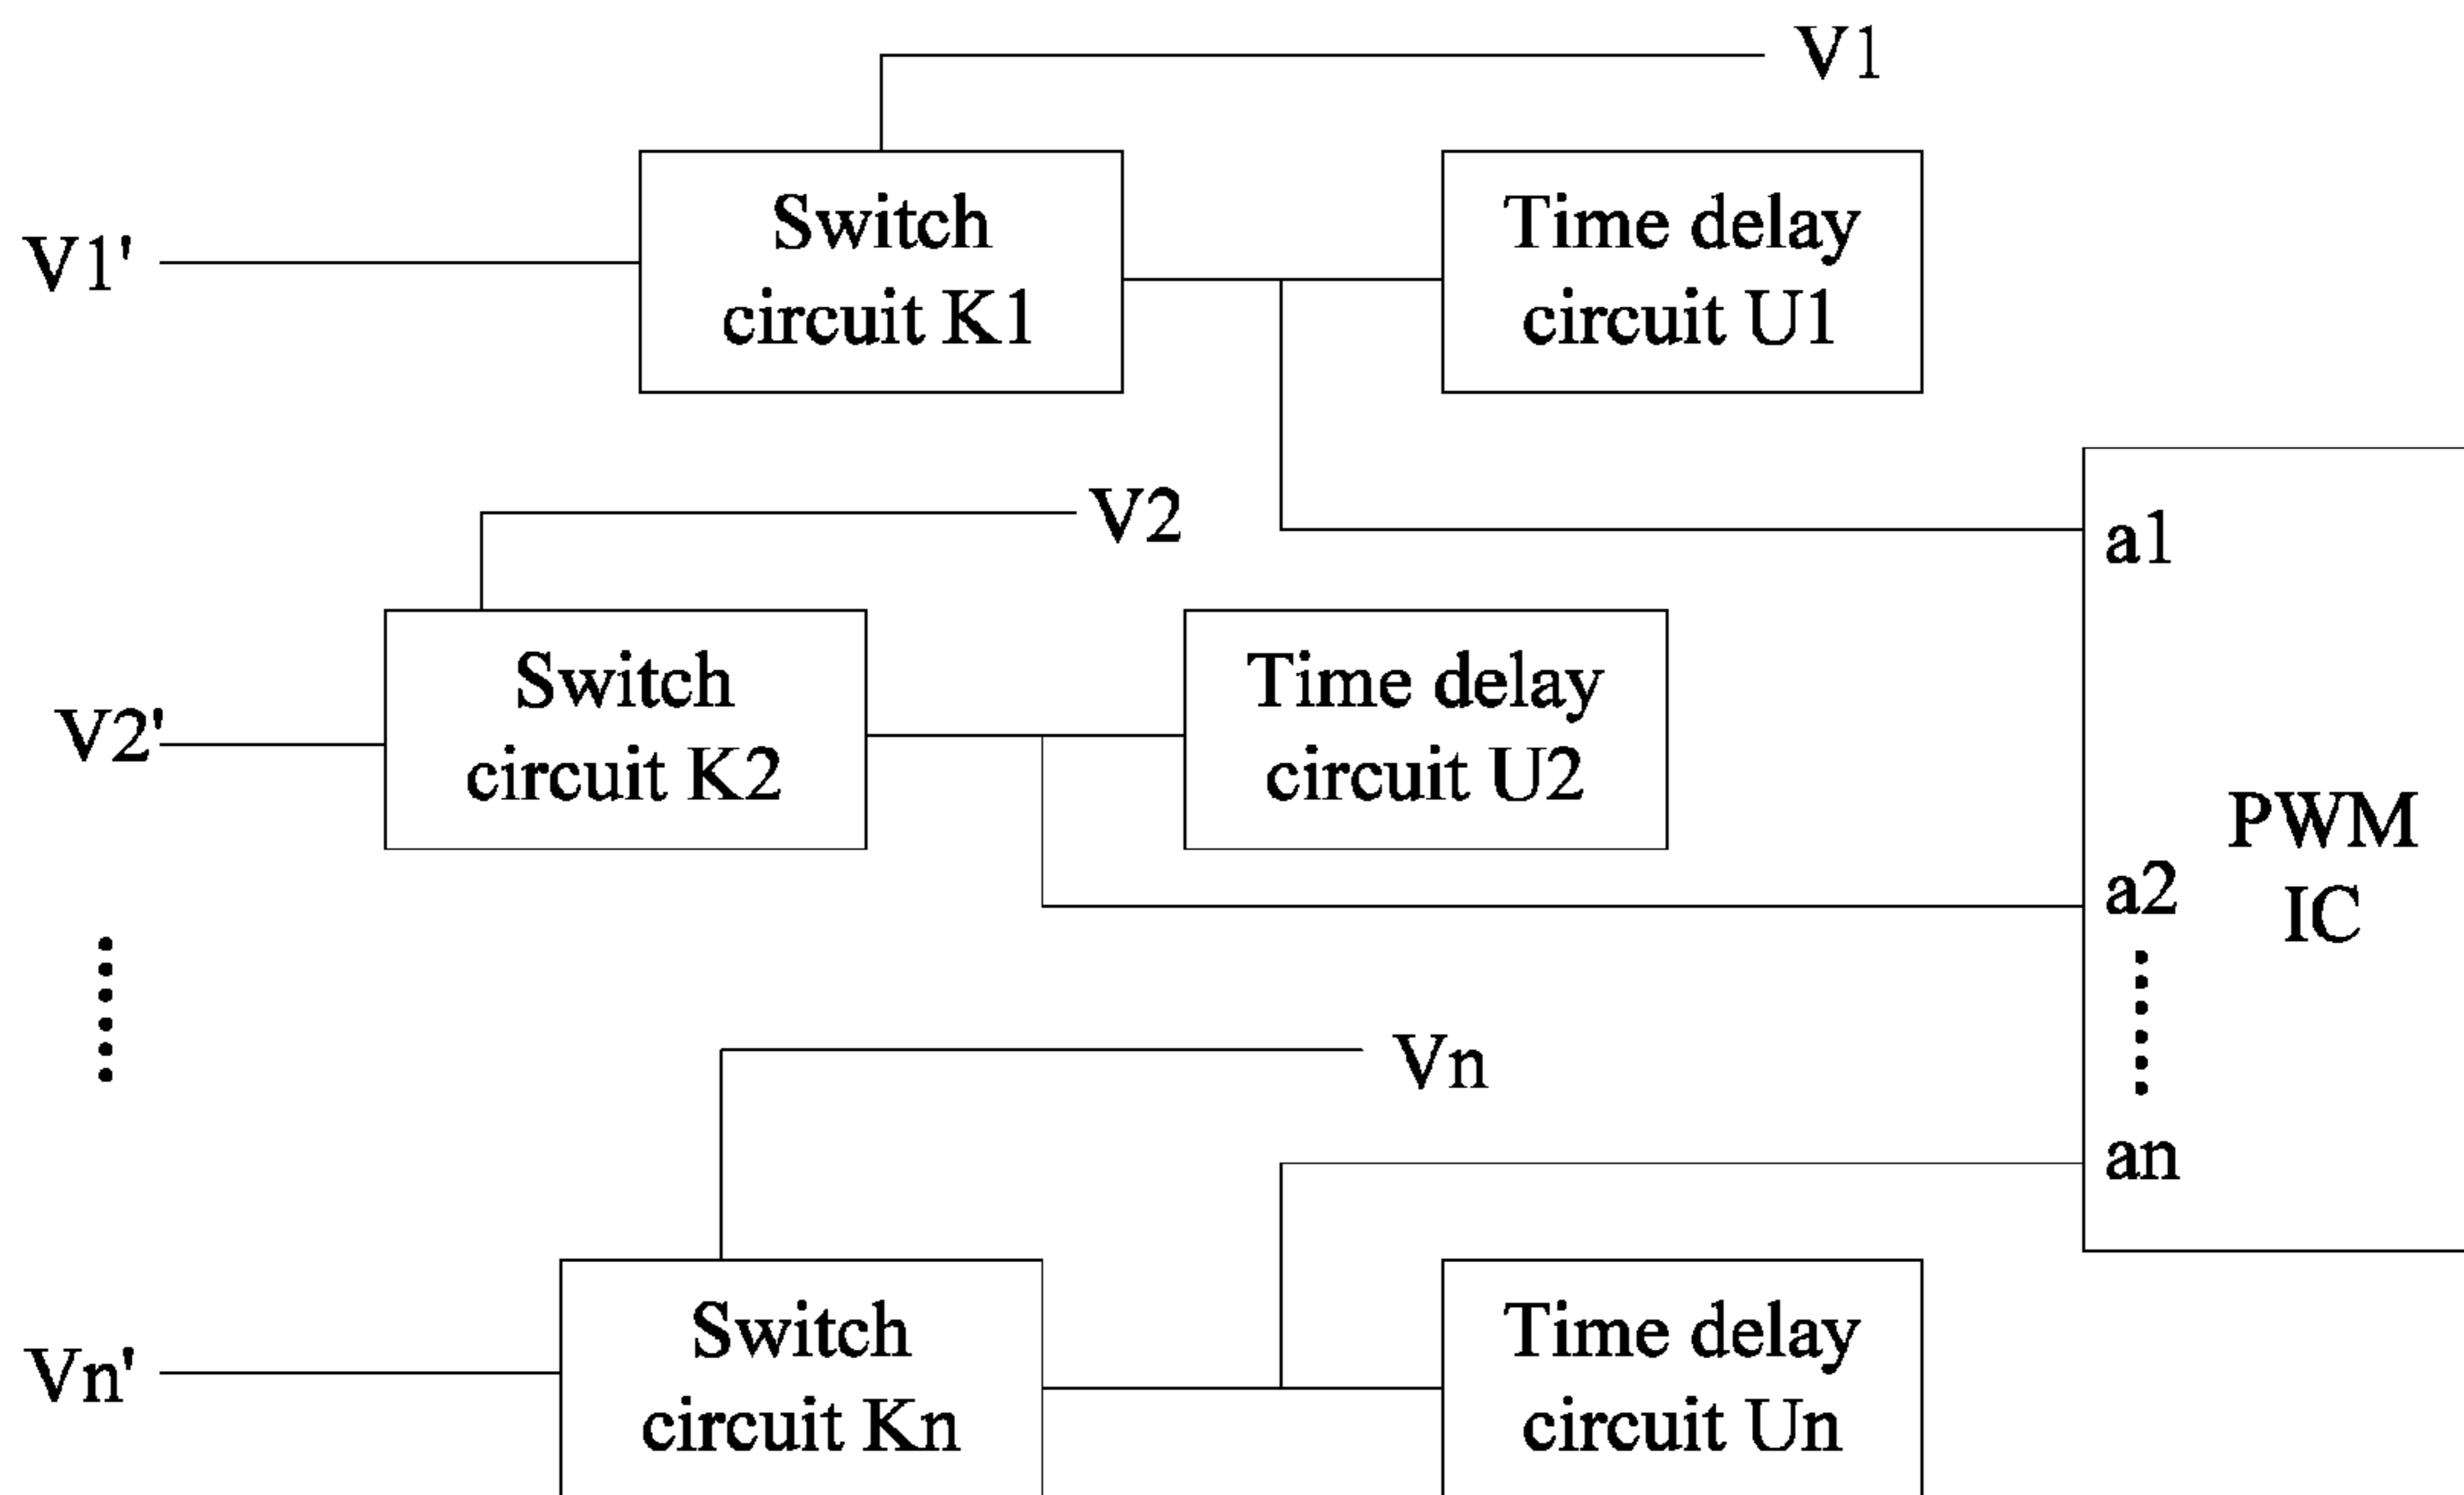 V1
V1'
Switch
circuit K1
Time delay
circuit U1
V2
a1
V2'
Switch
circuit K2
Time delay
circuit U2
PWM
IC
a2
Vn
an
Vn'
Switch
circuit Kn
Time delay
circuit Un